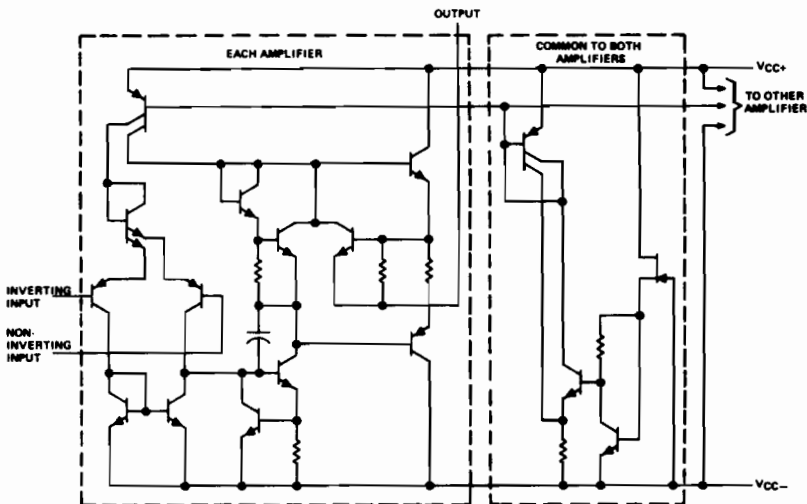 OUTPUT
EACH AMPLIFIER
COMMON TO BOTH
AMPLIFIERS
VCC+
TO OTHER
AMPLIFIER
INVERTING
INPUT
NON-
INVERTING
INPUT
VCC−